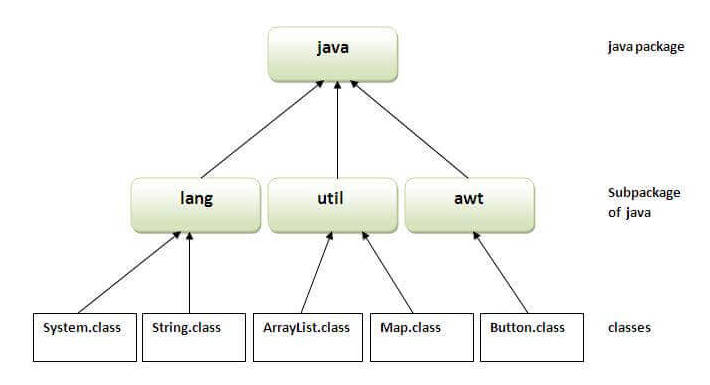 java
java package
lang
util
awt
Subpackage
of java
System.class
String.class
ArrayList.class
Map.class
Button.class
classes